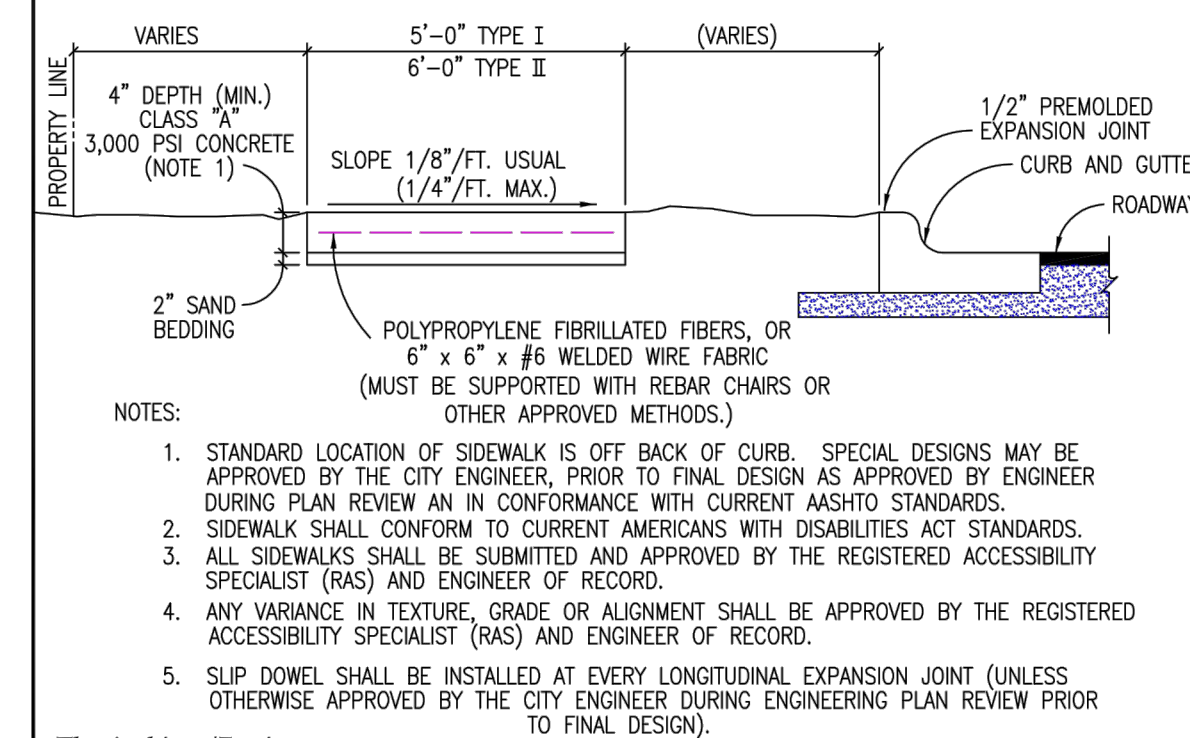 VARIES
5'-0" TYPE I
(VARIES)
6'-0" TYPE II
PROPERTY LINE
4" DEPTH (MIN.)
CLASS "A"
3,000 PSI CONCRETE
(NOTE 1)
SLOPE 1/8"/FT. USUAL
(1/4"/FT. MAX.)
1/2" PREMOLDED
EXPANSION JOINT
CURB AND GUTTE
ROADWAY
2" SAND
BEDDING
POLYPROPYLENE FIBRILLATED FIBERS, OR
6" x 6" x #6 WELDED WIRE FABRIC
(MUST BE SUPPORTED WITH REBAR CHAIRS OR
OTHER APPROVED METHODS.)
NOTES:
1. STANDARD LOCATION OF SIDEWALK IS OFF BACK OF CURB. SPECIAL DESIGNS MAY BE
APPROVED BY THE CITY ENGINEER, PRIOR TO FINAL DESIGN AS APPROVED BY ENGINEER
DURING PLAN REVIEW AN IN CONFORMANCE WITH CURRENT AASHTO STANDARDS.
2. SIDEWALK SHALL CONFORM TO CURRENT AMERICANS WITH DISABILITIES ACT STANDARDS.
3. ALL SIDEWALKS SHALL BE SUBMITTED AND APPROVED BY THE REGISTERED ACCESSIBILITY
SPECIALIST (RAS) AND ENGINEER OF RECORD.
4. ANY VARIANCE IN TEXTURE, GRADE OR ALIGNMENT SHALL BE APPROVED BY THE REGISTERED
ACCESSIBILITY SPECIALIST (RAS) AND ENGINEER OF RECORD.
5. SLIP DOWEL SHALL BE INSTALLED AT EVERY LONGITUDINAL EXPANSION JOINT (UNLESS
OTHERWISE APPROVED BY THE CITY ENGINEER DURING ENGINEERING PLAN REVIEW PRIOR
TO FINAL DESIGN).